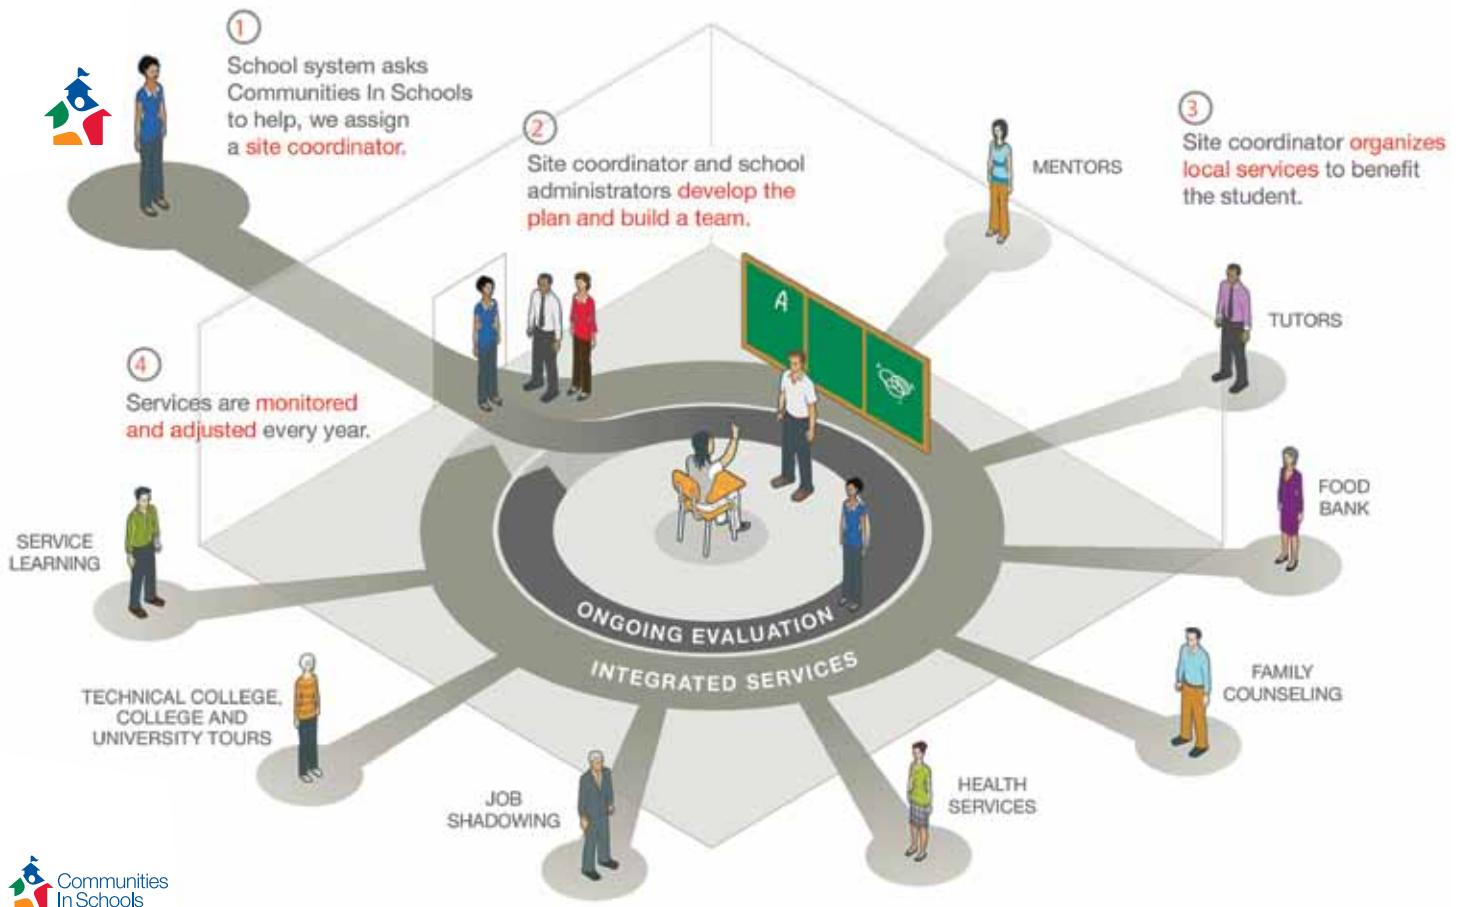 1
School system asks
Communities In Schools
to help, we assign
a site coordinator.
2
Site coordinator and school
administrators develop the
plan and build a team.
3
Site coordinator organizes
local services to benefit
the student.
4
Services are monitored
and adjusted every year.
A
MENTORS
TUTORS
FOOD
BANK
FAMILY
COUNSELING
HEALTH
SERVICES
JOB
SHADOWING
TECHNICAL COLLEGE,
COLLEGE AND
UNIVERSITY TOURS
SERVICE
LEARNING
ONGOING EVALUATION
INTEGRATED SERVICES
Communities
In Schools